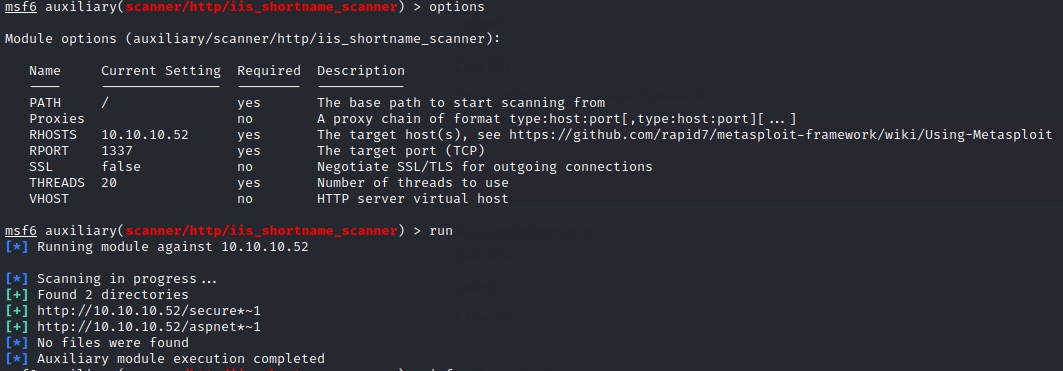 msf6 auxiliary(scanner/http/iis_shortname_scanner) > options
Module options (auxiliary/scanner/http/iis_shortname_scanner):
Name Current Setting Required Description
PATH / yes The base path to start scanning from
Proxies no A proxy chain of format type:host:port[,type:host:port][...]
RHOSTS 10.10.10.52 yes The target host(s), see https://github.com/rapid7/metasploit-framework/wiki/Using-Metasploit
RPORT 1337 yes The target port (TCP)
SSL false no Negotiate SSL/TLS for outgoing connections
THREADS 20 yes Number of threads to use
VHOST no HTTP server virtual host
msf6 auxiliary(scanner/http/iis_shortname_scanner) > run
[*] Running module against 10.10.10.52
[*] Scanning in progress...
[+] Found 2 directories
[+] http://10.10.10.52/secure*~1
[+] http://10.10.10.52/aspnet*~1
[*] No files were found
[*] Auxiliary module execution completed